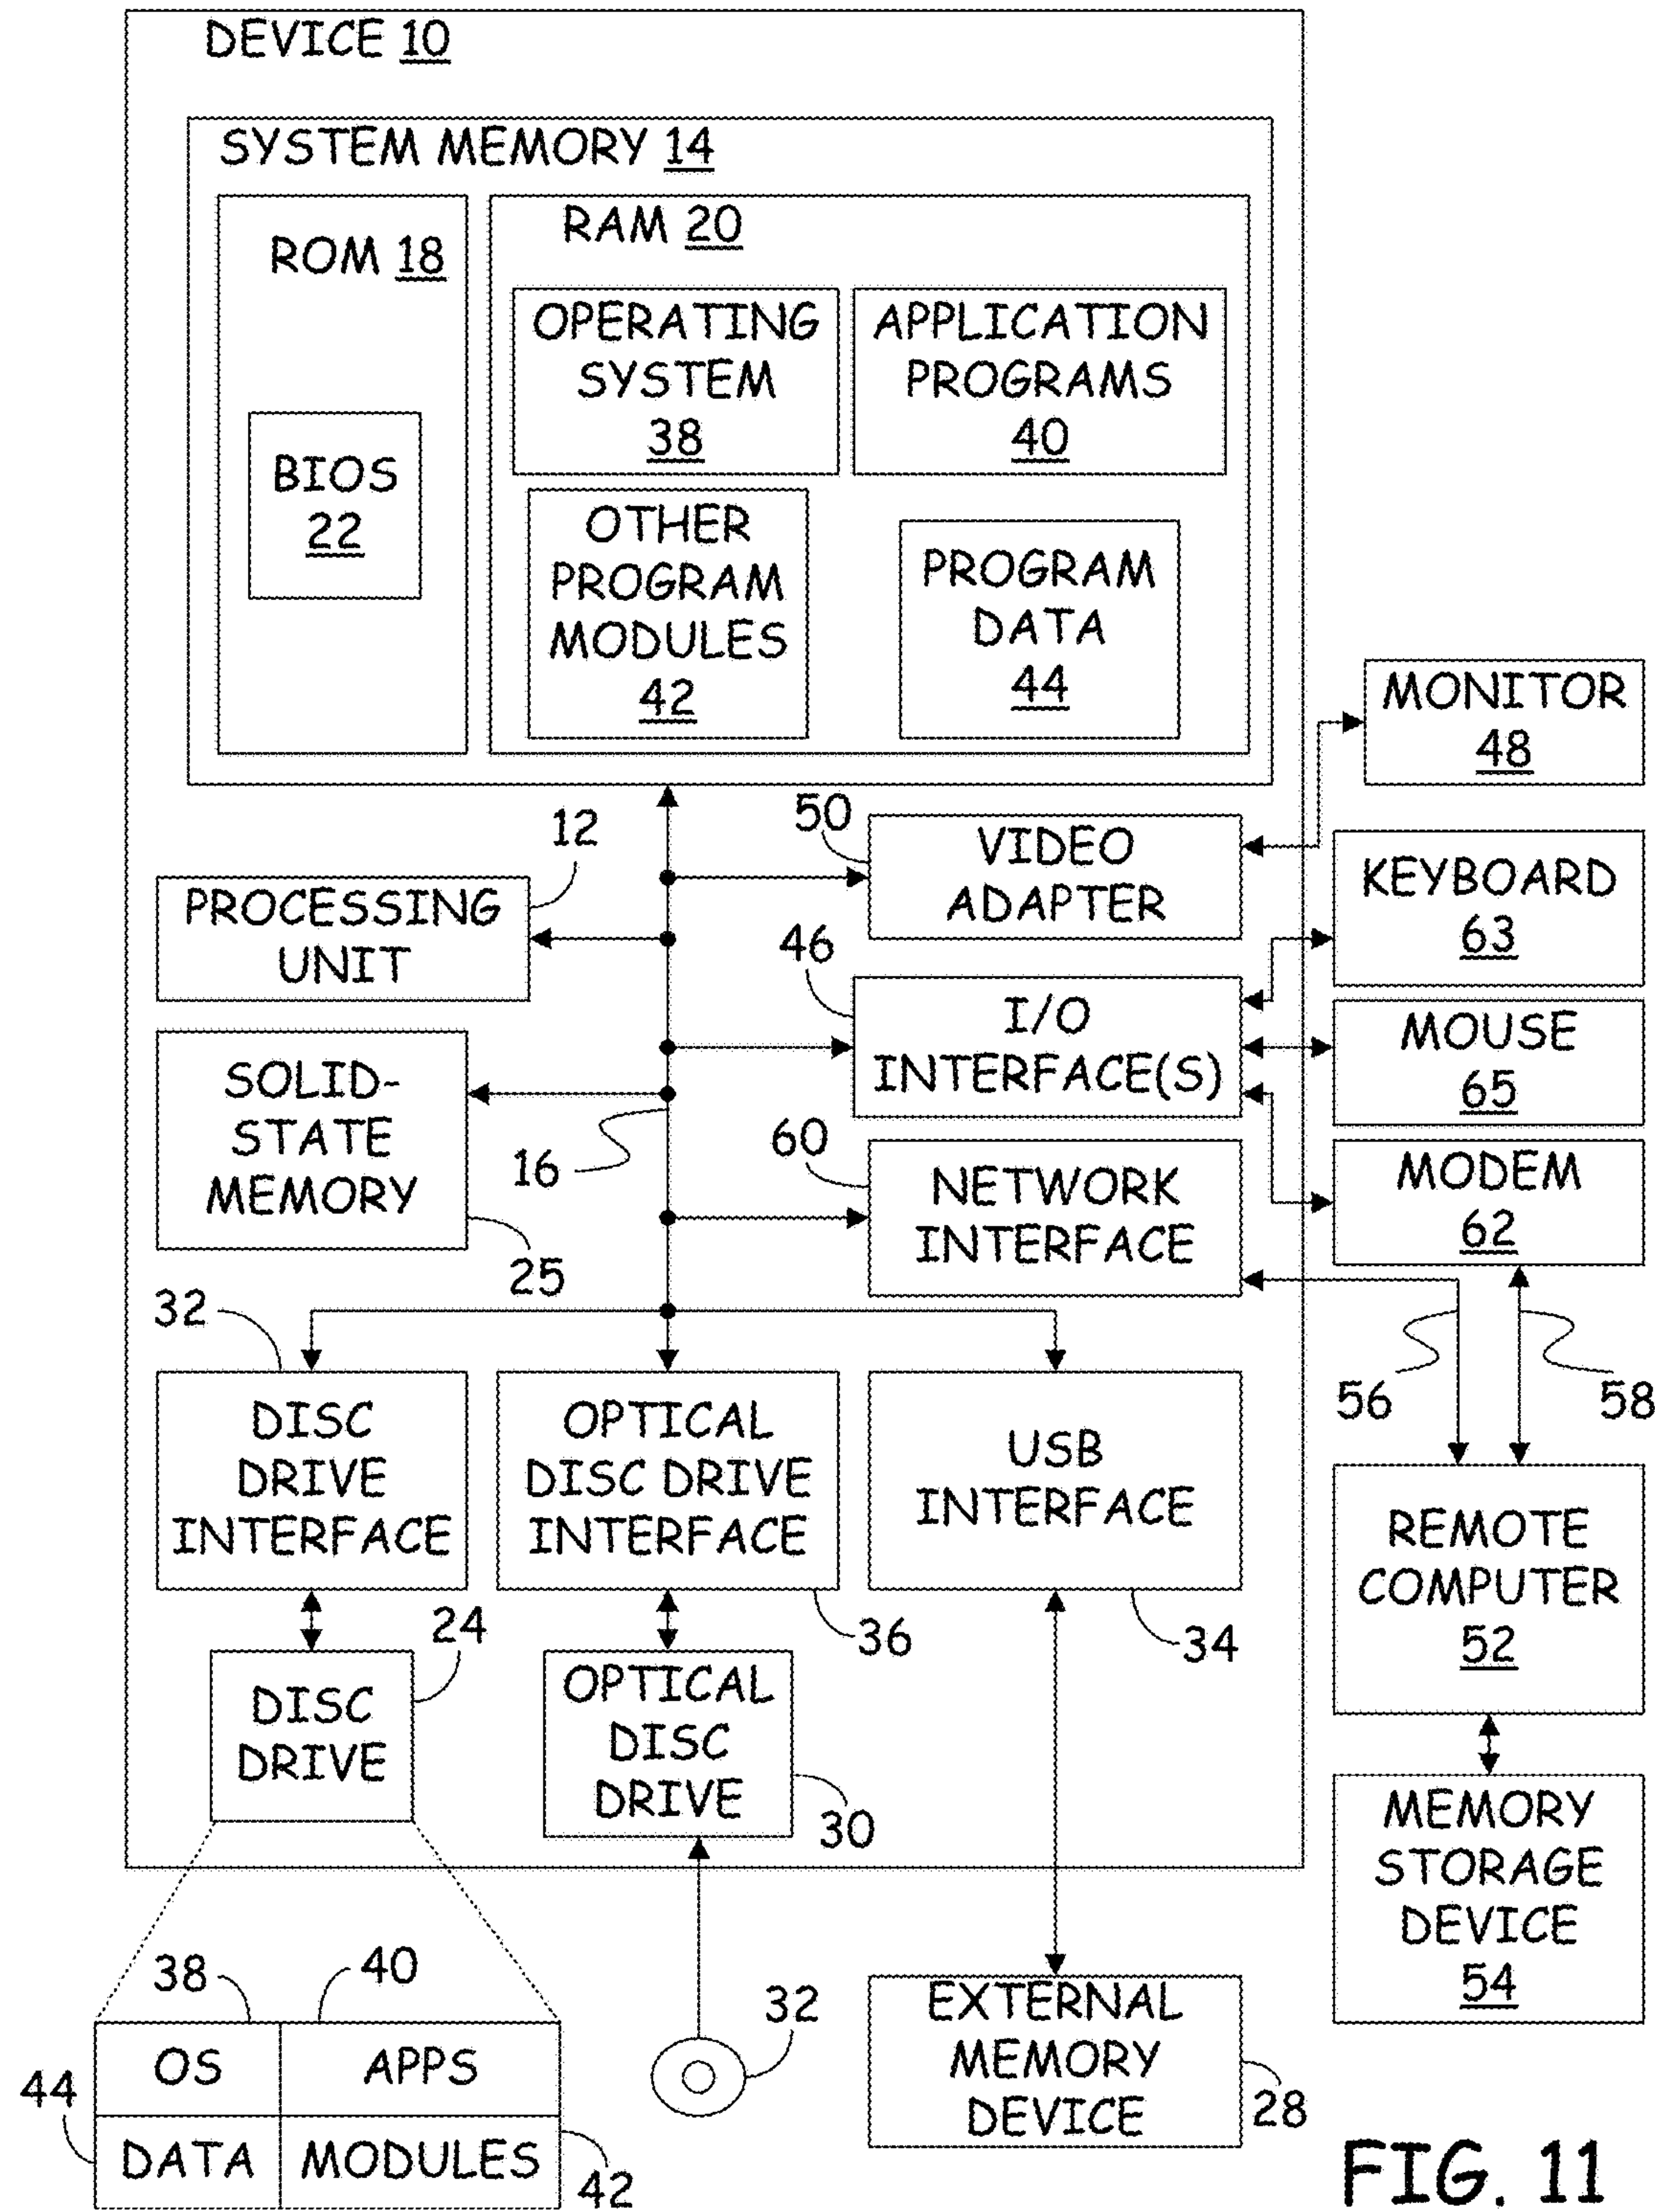 DEVICE 10
SYSTEM MEMORY 14
ROM 18
BIOS
22
RAM 20
OPERATING
SYSTEM
38
APPLICATION
PROGRAMS
40
OTHER
PROGRAM
MODULES
42
PROGRAM
DATA
44
MONITOR
48
12
PROCESSING
UNIT
50
VIDEO
ADAPTER
KEYBOARD
63
46
I/O
INTERFACE(S)
MOUSE
65
SOLID-
STATE
MEMORY
25
16
60
NETWORK
INTERFACE
MODEM
62
56
58
32
DISC
DRIVE
INTERFACE
OPTICAL
DISC DRIVE
INTERFACE
36
USB
INTERFACE
34
REMOTE
COMPUTER
52
24
DISC
DRIVE
OPTICAL
DISC
DRIVE
30
MEMORY
STORAGE
DEVICE
54
38
40
OS
APPS
44
DATA
MODULES
42
32
EXTERNAL
MEMORY
DEVICE
28
FIG. 11